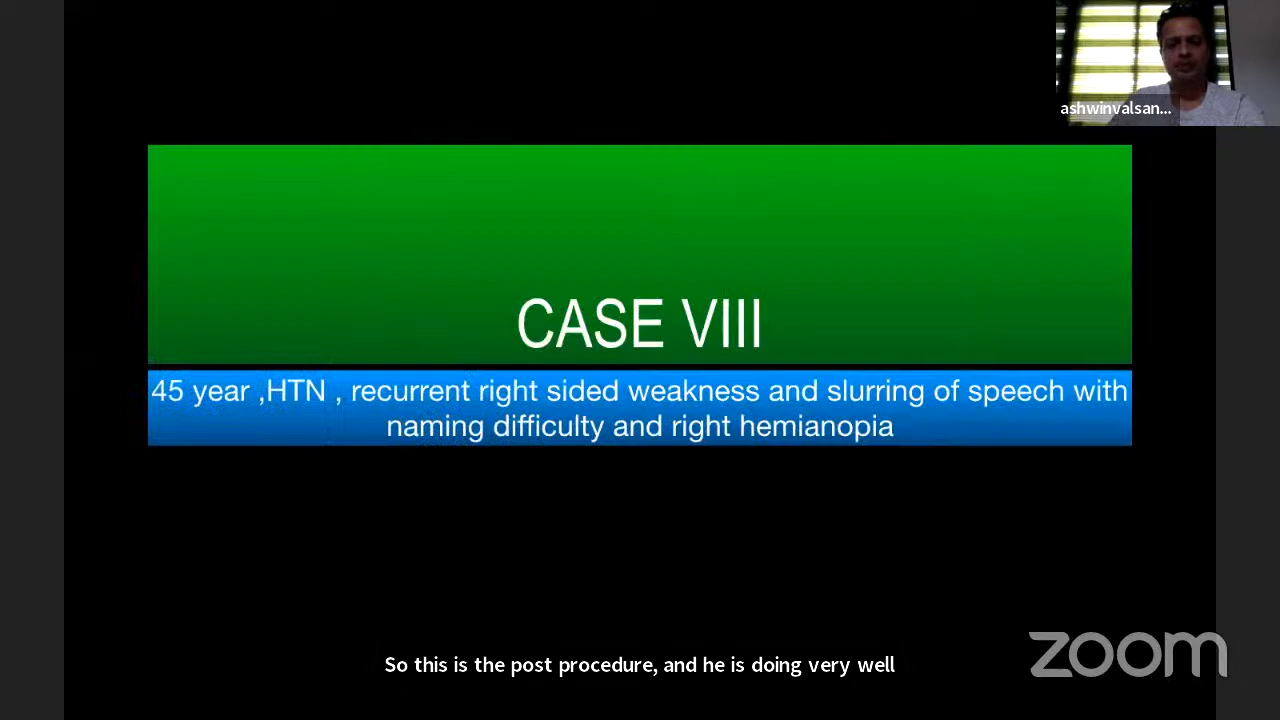 ashwinvalsan...
CASE VIII
45 year ,HTN , recurrent right sided weakness and slurring of speech with
naming difficulty and right hemianopia
So this is the post procedure, and he is doing very well
zoom